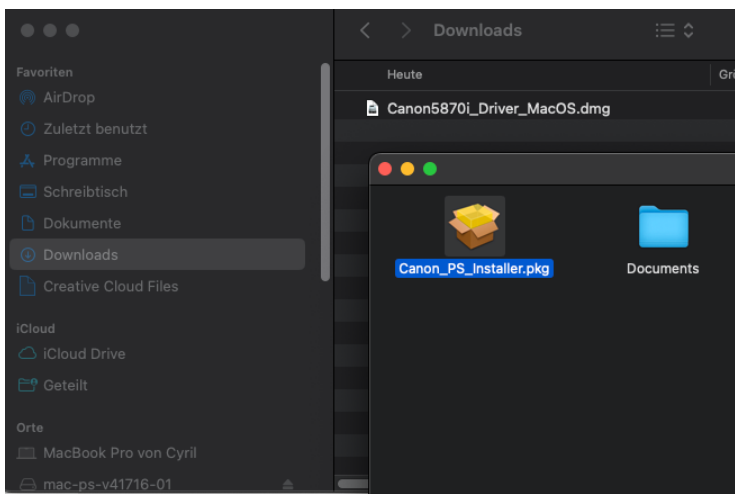 Downloads
Favoriten
AirDrop
Zuletzt benutzt
Programme
Schreibtisch
Dokumente
Downloads
Creative Cloud Files
iCloud
iCloud Drive
Geteilt
Orte
MacBook Pro von Cyril
mac-ps-v41716-01
Heute
Grö
Canon5870i_Driver_MacOS.dmg
Canon_PS_Installer.pkg
Documents